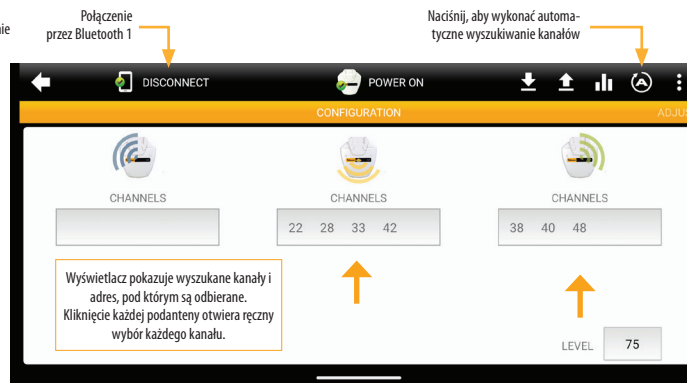 nie
Połączenie
przez Bluetooth 1
Naciśnij, aby wykonać automa-
tyczne wyszukiwanie kanałów
DISCONNECT
POWER ON
CONFIGURATION
ADJUS
CHANNELS
CHANNELS
CHANNELS
22 28 33 42
38 40 48
Wyświetlacz pokazuje wyszukane kanały i
adres, pod którym są odbierane.
Kliknięcie każdej podanteny otwiera ręczny
wybór każdego kanału.
LEVEL 75